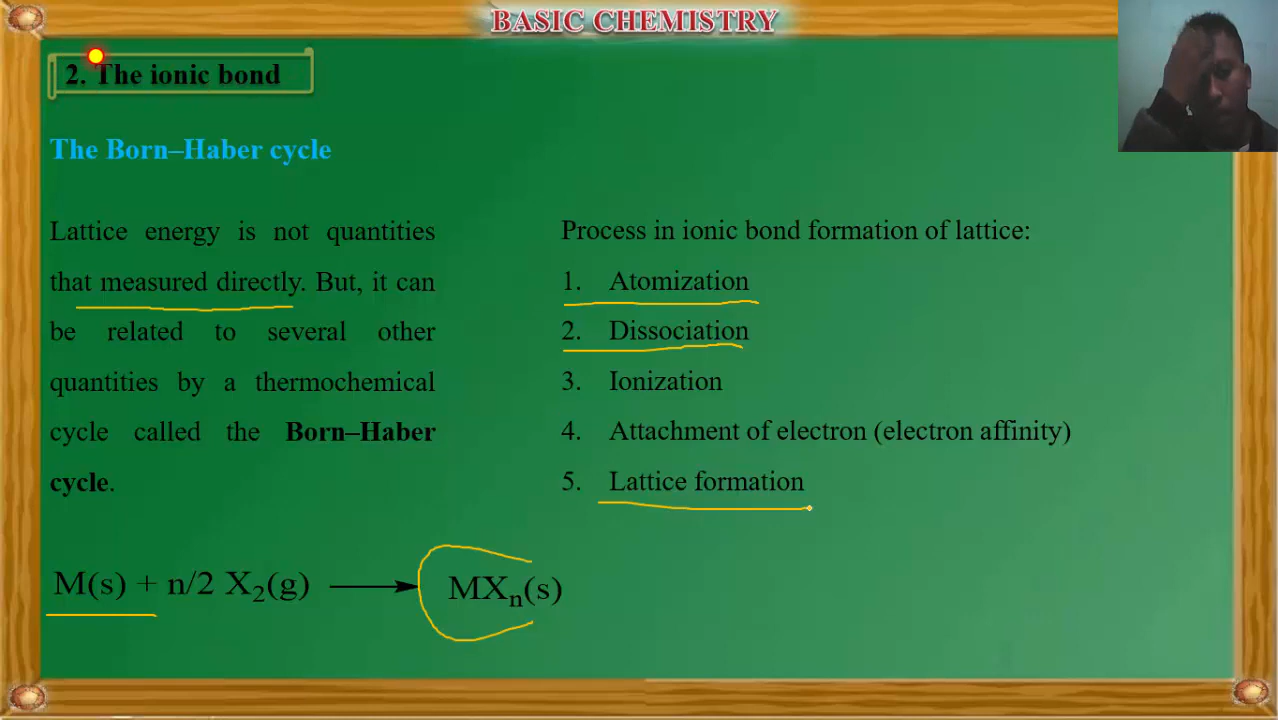 BASIC CHEMISTRY
2. The ionic bond
The Born–Haber cycle
Lattice energy is not quantities
that measured directly. But, it can
be related to several other
quantities by a thermochemical
cycle called the Born–Haber
cycle.
Process in ionic bond formation of lattice:
1. Atomization
2. Dissociation
3. Ionization
4. Attachment of electron (electron affinity)
5. Lattice formation
M(s) + n/2 X₂(g) ⟶ MXₙ(s)